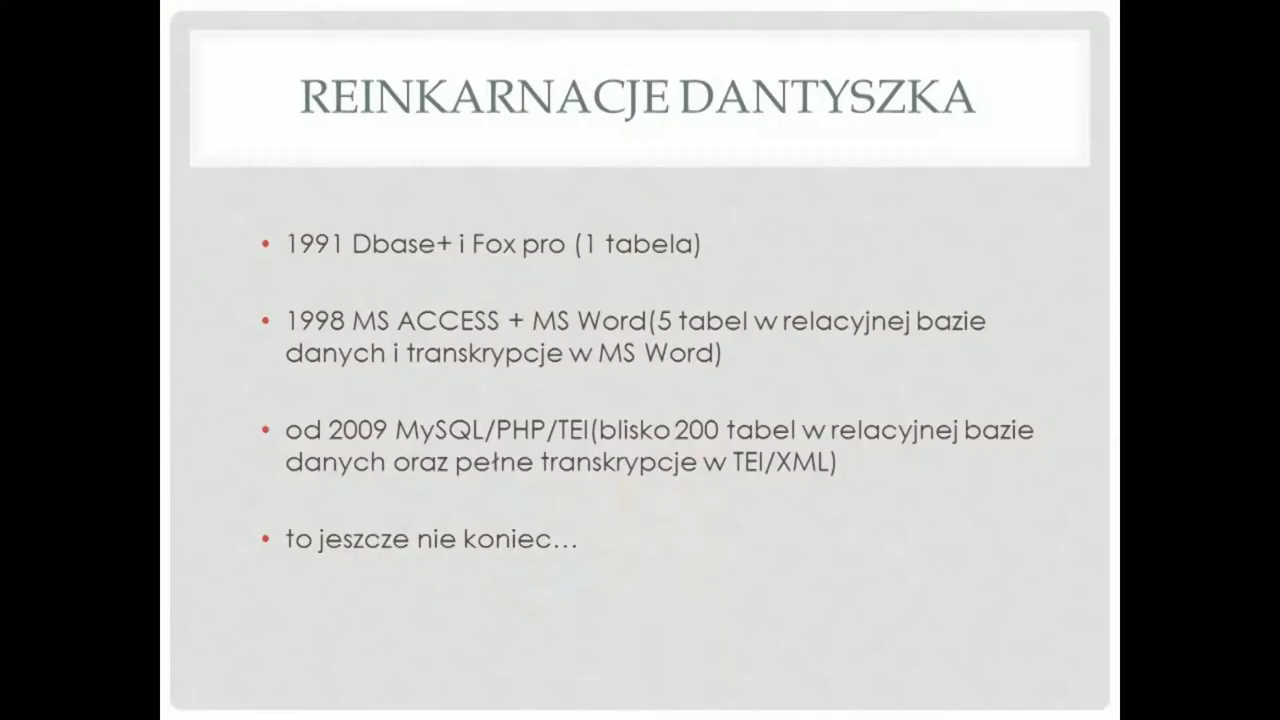 REINKARNACJE DANTYSZKA
• 1991 Dbase+ i Fox pro (1 tabela)
• 1998 MS ACCESS + MS Word(5 tabel w relacyjnej bazie
danych i transkrypcje w MS Word)
• od 2009 MySQL/PHP/TEI(blisko 200 tabel w relacyjnej bazie
danych oraz pełne transkrypcje w TEI/XML)
• to jeszcze nie koniec…